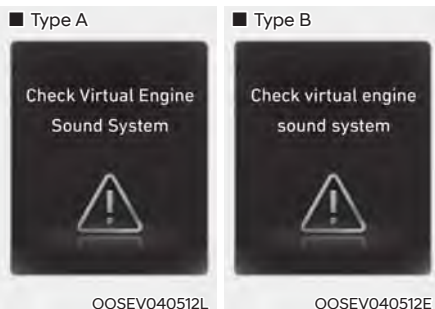 ■ Type A
Check Virtual Engine
Sound System
OOSEV040512L
■ Type B
Check virtual engine
sound system
OOSEV040512E